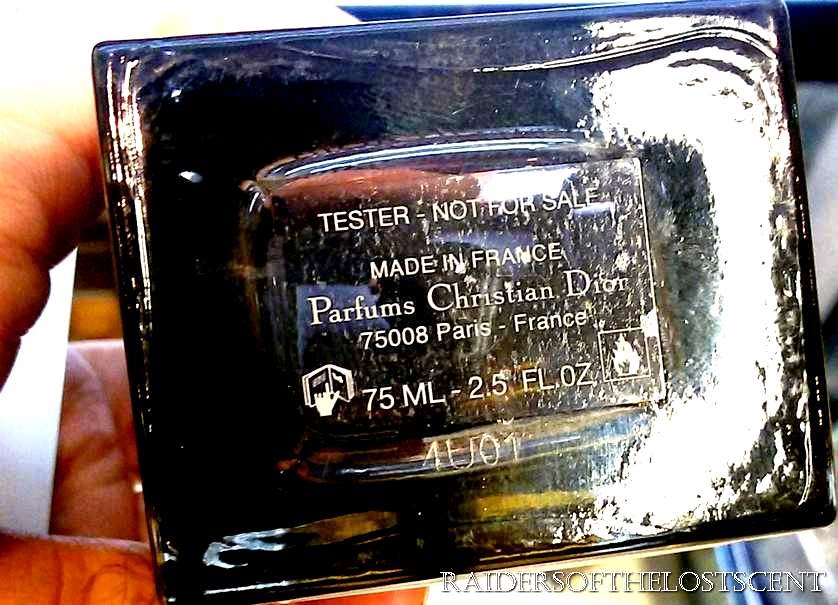 TESTER - NOT FOR SALE
MADE IN FRANCE
Parfums Christian Dior
75008 Paris - France
75 ML - 2.5 FL.OZ
4U01
RAIDERSOFTHELOSTSCENT